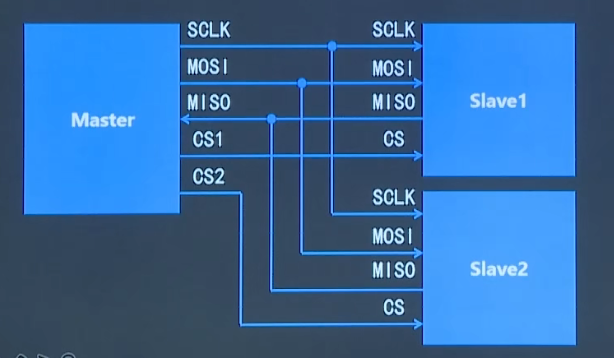 SCLK
SCLK
MOSI
MOSI
MISO
MISO
Master
Slave1
CS1
CS
CS2
SCLK
MOSI
MISO
Slave2
CS